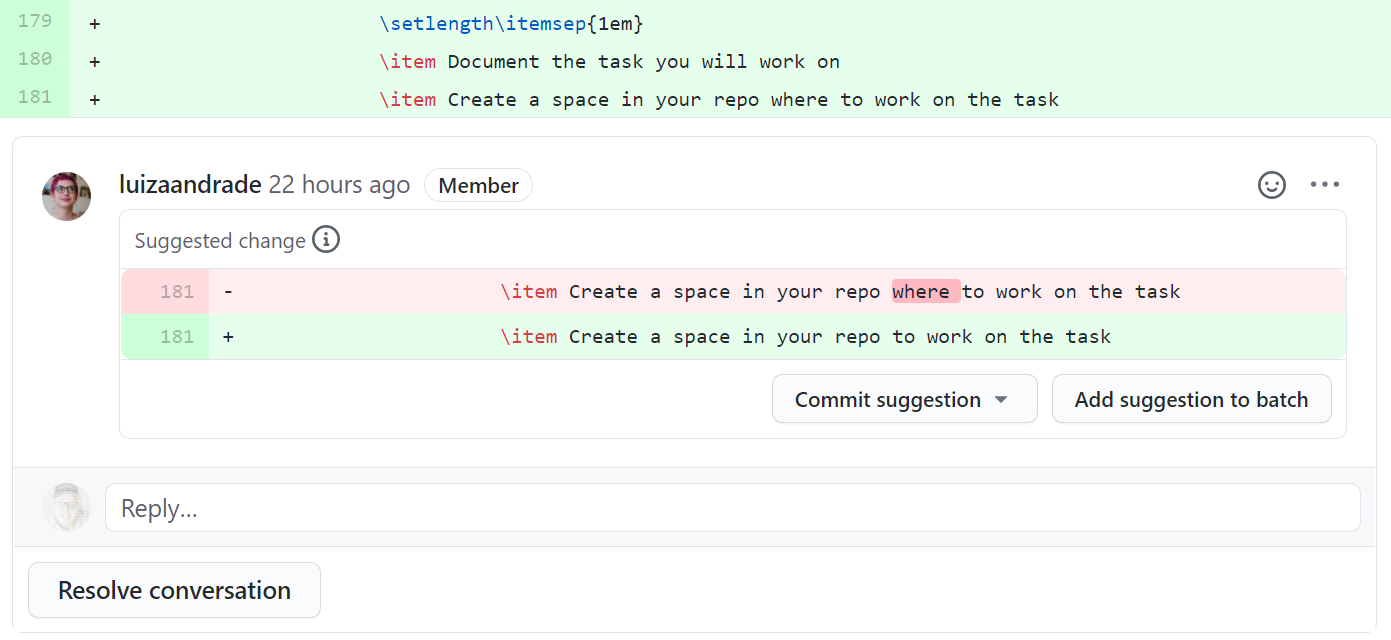 179 + \setlength\itemsep{1em}
180 + \item Document the task you will work on
181 + \item Create a space in your repo where to work on the task
luizaandrade 22 hours ago Member
Suggested change
181 - \item Create a space in your repo where to work on the task
181 + \item Create a space in your repo to work on the task
Commit suggestion Add suggestion to batch
Reply...
Resolve conversation